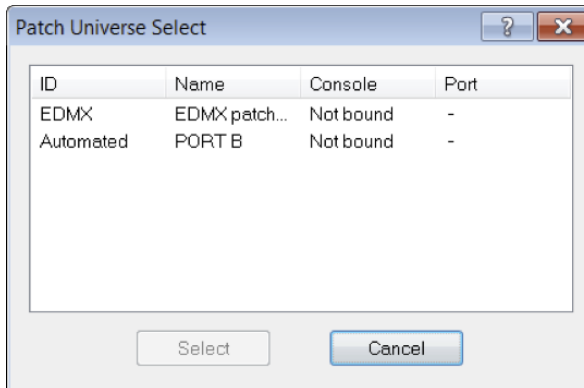 Patch Universe Select ?
ID Name Console Port
EDMX EDMX patch... Not bound -
Automated PORT B Not bound -
Select Cancel